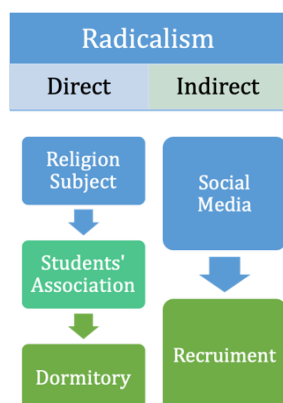 Radicalism
Direct
Indirect
Religion
Subject
Students'
Association
Dormitory
Social
Media
Recruiment